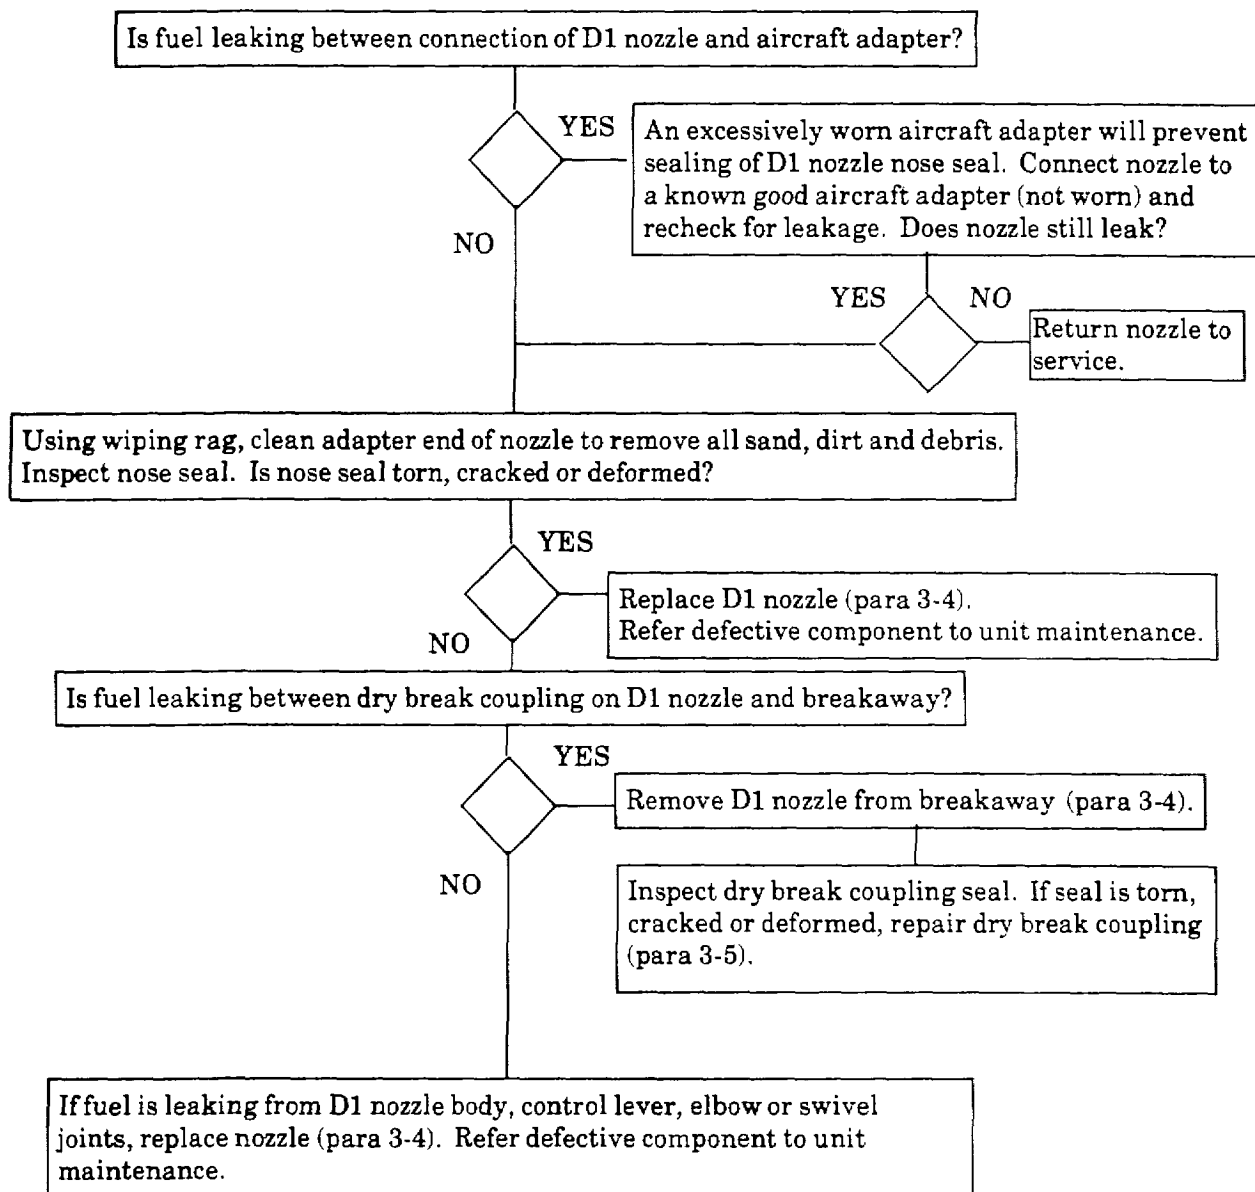 Is fuel leaking between connection of D1 nozzle and aircraft adapter?
YES
An excessively worn aircraft adapter will prevent
sealing of D1 nozzle nose seal. Connect nozzle to
a known good aircraft adapter (not worn) and
recheck for leakage. Does nozzle still leak?
NO
YES
NO
Return nozzle to
service.
Using wiping rag, clean adapter end of nozzle to remove all sand, dirt and debris.
Inspect nose seal. Is nose seal torn, cracked or deformed?
YES
Replace D1 nozzle (para 3-4).
Refer defective component to unit maintenance.
NO
Is fuel leaking between dry break coupling on D1 nozzle and breakaway?
YES
Remove D1 nozzle from breakaway (para 3-4).
NO
Inspect dry break coupling seal. If seal is torn,
cracked or deformed, repair dry break coupling
(para 3-5).
If fuel is leaking from D1 nozzle body, control lever, elbow or swivel
joints, replace nozzle (para 3-4). Refer defective component to unit
maintenance.